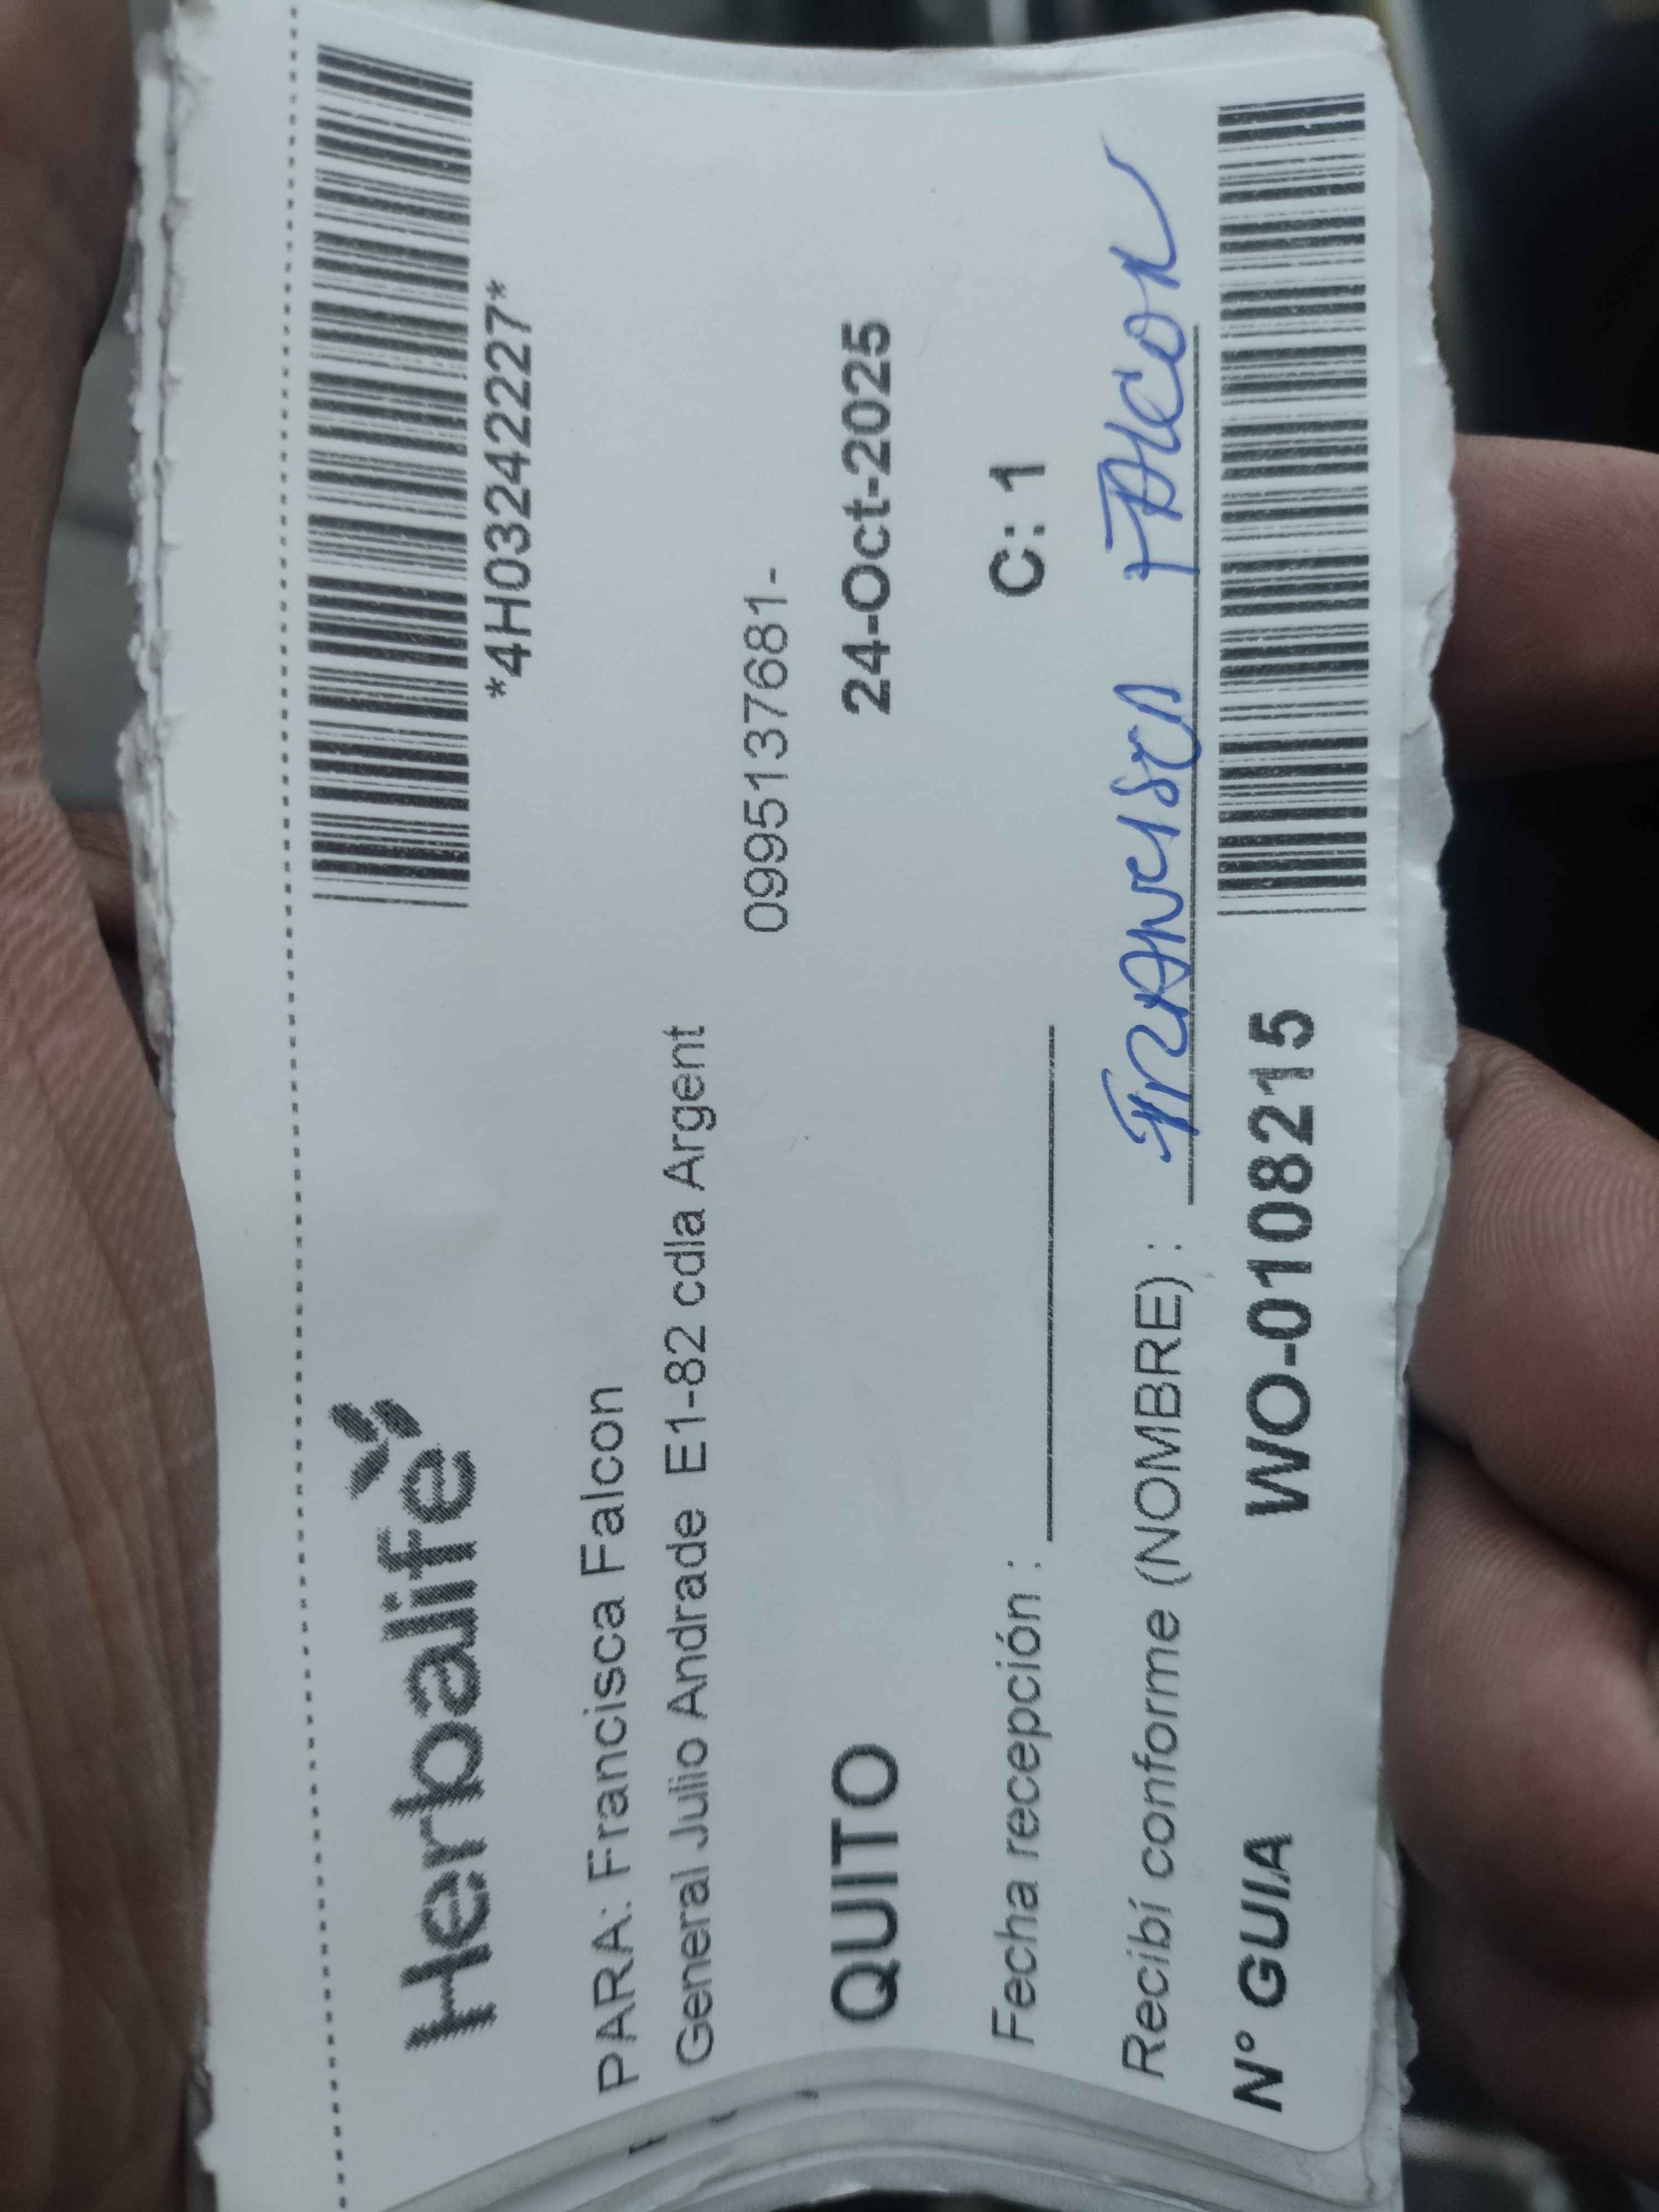 Herbalife
*4H03242227*
PARA: Francisca Falcon
General Julio Andrade E1-82 cdla Argent
0995137681-
QUITO 24-Oct-2025
Fecha recepción : C: 1
Recibí conforme (NOMBRE) : FRANCISCA FALCON
N° GUIA WO-0108215